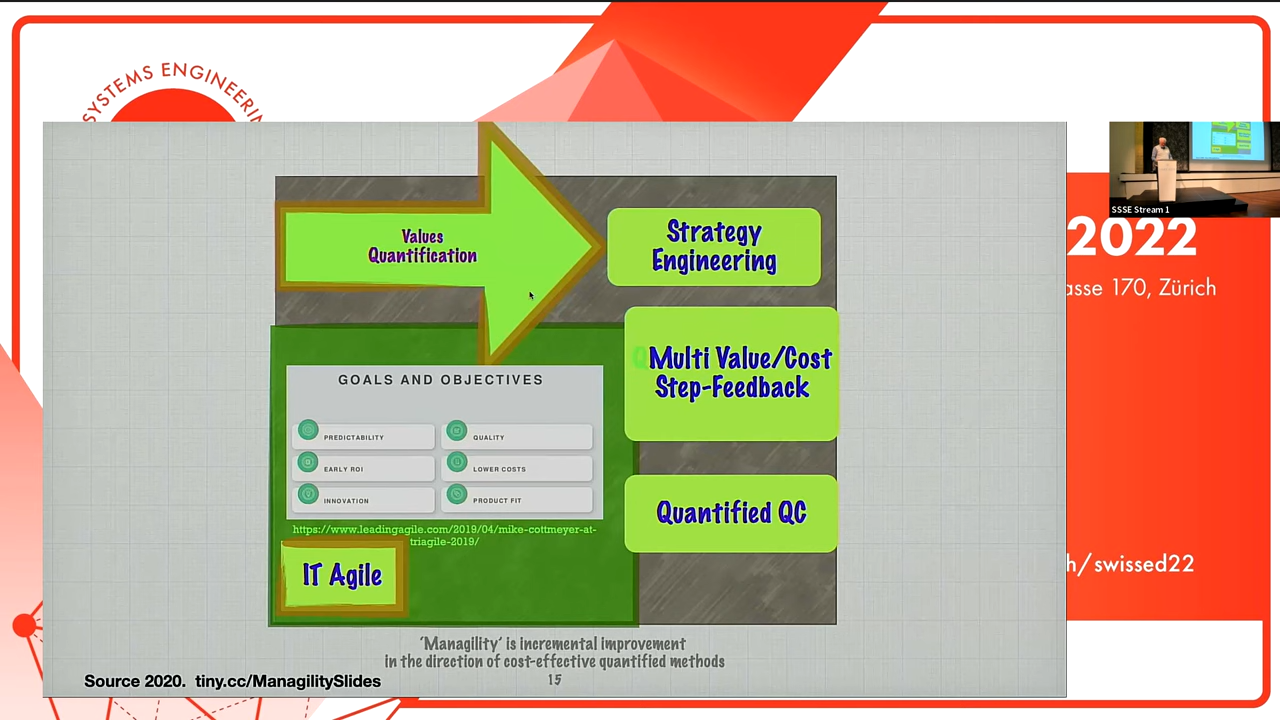 SYSTEMS ENGINEERIN
SSSE Stream 1
2022
asse 170, Zürich
h/swissed22
Values
Quantification
Strategy
Engineering
Multi Value/Cost
Step-Feedback
Quantified QC
GOALS AND OBJECTIVES
PREDICTABILITY
QUALITY
EARLY ROI
LOWER COSTS
INNOVATION
PRODUCT FIT
https://www.leadingagile.com/2019/04/mike-cottmeyer-at-
triagile-2019/
IT Agile
‘Managility’ is incremental improvement
in the direction of cost-effective quantified methods
15
Source 2020. tiny.cc/ManagilitySlides